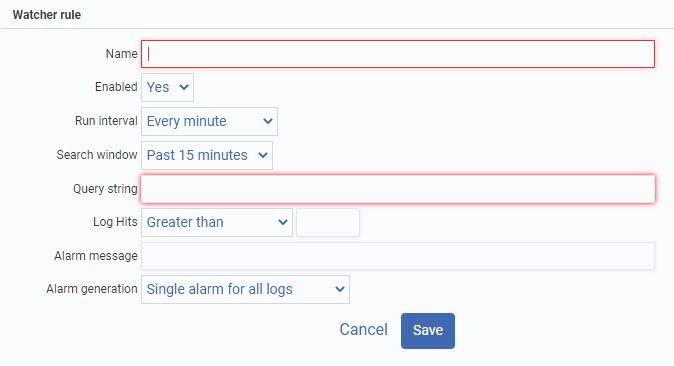 Watcher rule
Name
Enabled Yes
Run interval Every minute
Search window Past 15 minutes
Query string
Log Hits Greater than
Alarm message
Alarm generation Single alarm for all logs
Cancel Save